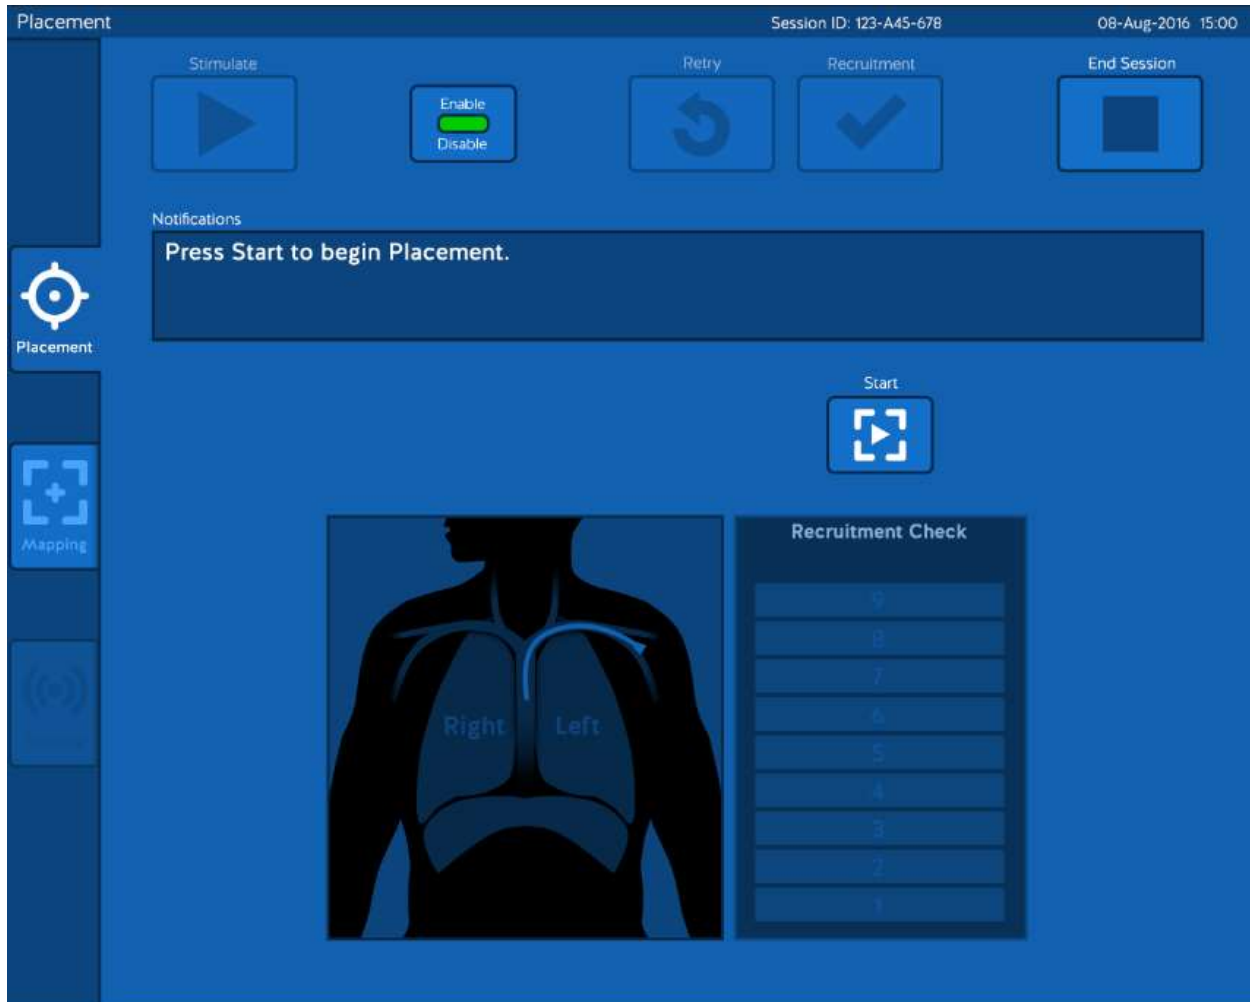 Placement
Session ID: 123-A45-678
08-Aug-2016 15:00
Stimulate
Enable
Disable
Retry
Recruitment
End Session
Notifications
Press Start to begin Placement.
Placement
Start
Mapping
Recruitment Check
9
8
7
6
5
4
3
2
1
Right
Left